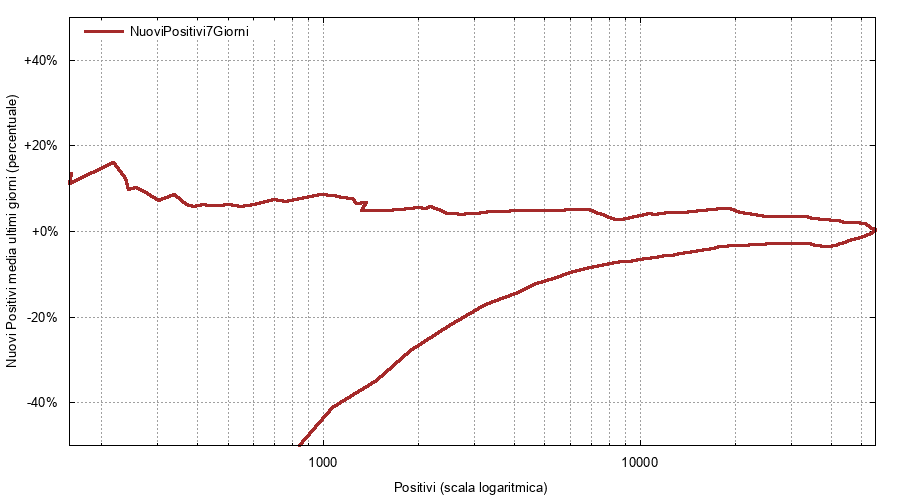 NuoviPositivi7Giorni
+40%
+20%
+0%
-20%
-40%
Nuovi Positivi media ultimi giorni (percentuale)
1000
10000
Positivi (scala logaritmica)